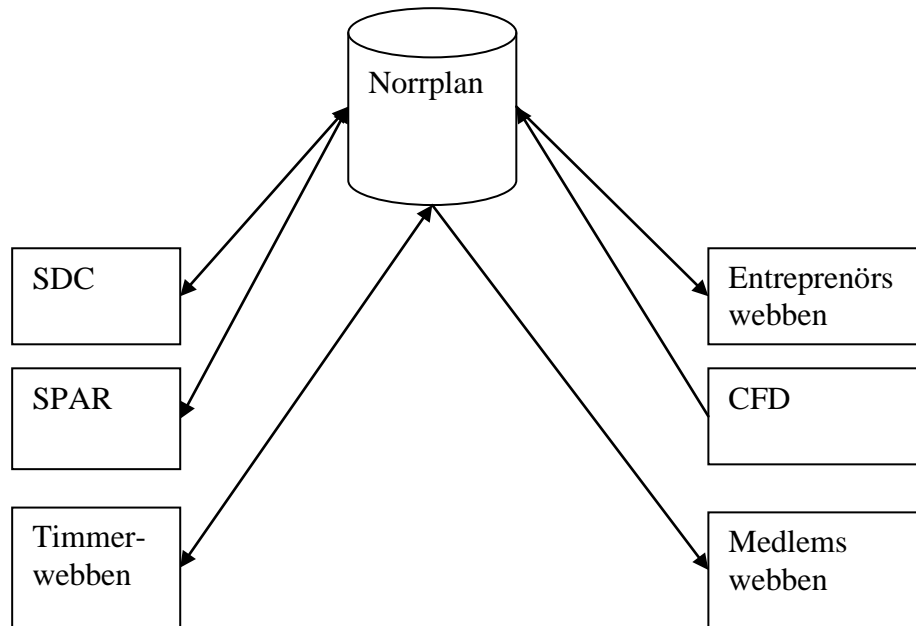 Norrplan
SDC
Entreprenörs
webben
SPAR
CFD
Timmer-
webben
Medlems
webben